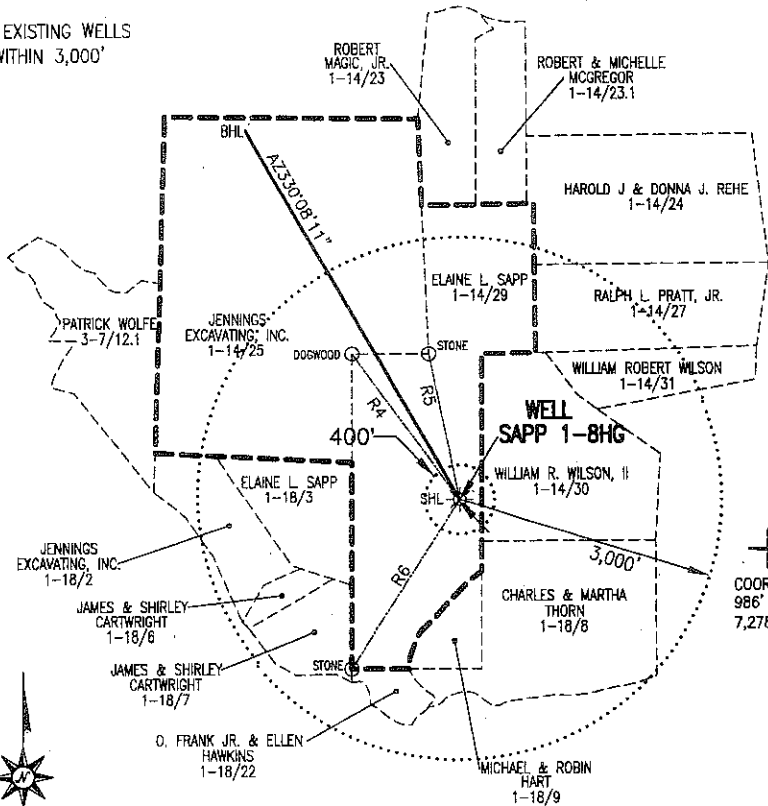 EXISTING WELLS
WITHIN 3,000'
ROBERT
MAGIC, JR.
1-14/23
ROBERT & MICHELLE
MCGREGOR
1-14/23.1
BHL
AZ330°08'11"
HAROLD J & DONNA J. REHE
1-14/24
ELAINE L. SAPP
1-14/29
RALPH L. PRATT, JR.
1-14/27
PATRICK WOLFE
3-7/12.1
JENNINGS
EXCAVATING, INC.
1-14/25
DOGWOOD
STONE
WILLIAM ROBERT WILSON
1-14/31
R4
R5
WELL
SAPP 1-8HG
400'
ELAINE L. SAPP
1-18/3
SHL
WILLIAM R. WILSON, II
1-14/30
JENNINGS
EXCAVATING, INC.
1-18/2
R6
3,000'
COOR
986'
7,278
JAMES & SHIRLEY
CARTWRIGHT
1-18/6
CHARLES & MARTHA
THORN
1-18/8
JAMES & SHIRLEY
CARTWRIGHT
1-18/7
STONE
O. FRANK JR. & ELLEN
HAWKINS
1-18/22
MICHAEL & ROBIN
HART
1-18/9
N